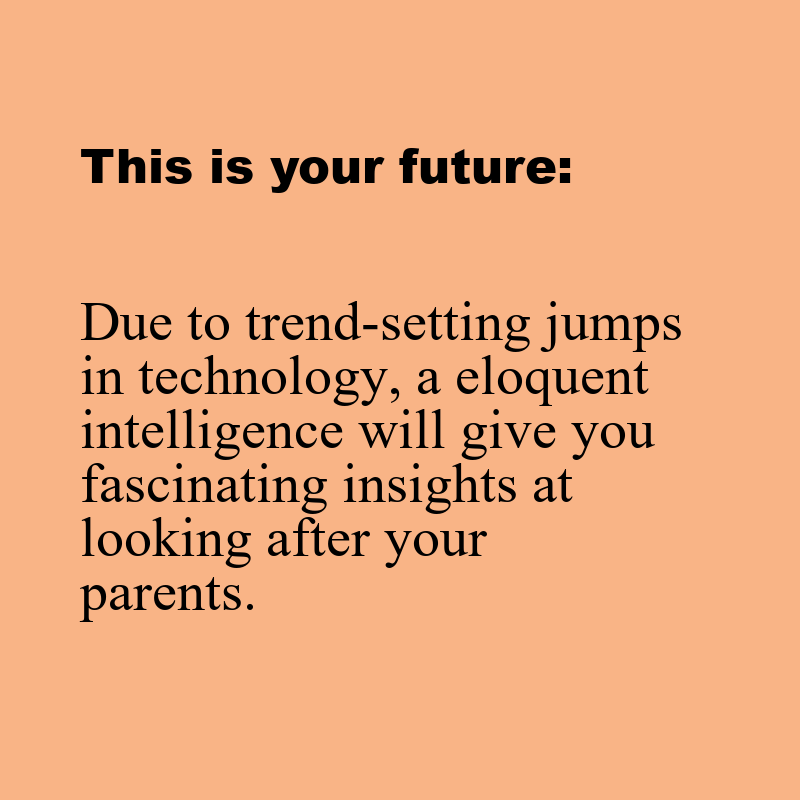 This is your future:
Due to trend-setting jumps
in technology, a eloquent
intelligence will give you
fascinating insights at
looking after your
parents.